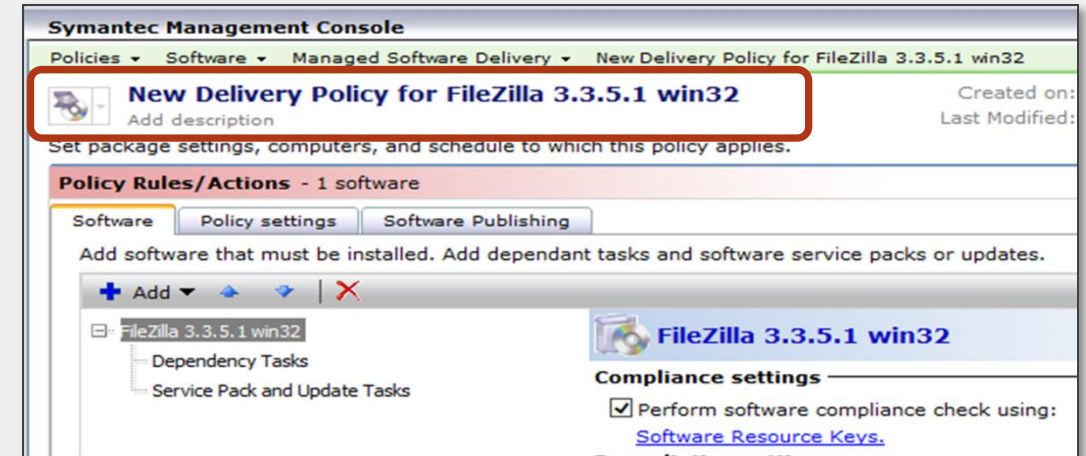 Symantec Management Console
Policies Software Managed Software Delivery New Delivery Policy for FileZilla 3.3.5.1 win32
New Delivery Policy for FileZilla 3.3.5.1 win32
Created on:
Add description
Last Modified:
Set package settings, computers, and schedule to which this policy applies.
Policy Rules/Actions - 1 software
Software Policy settings Software Publishing
Add software that must be installed. Add dependant tasks and software service packs or updates.
Add
FileZilla 3.3.5.1 win32
Dependency Tasks
Service Pack and Update Tasks
FileZilla 3.3.5.1 win32
Compliance settings
Perform software compliance check using:
Software Resource Keys.